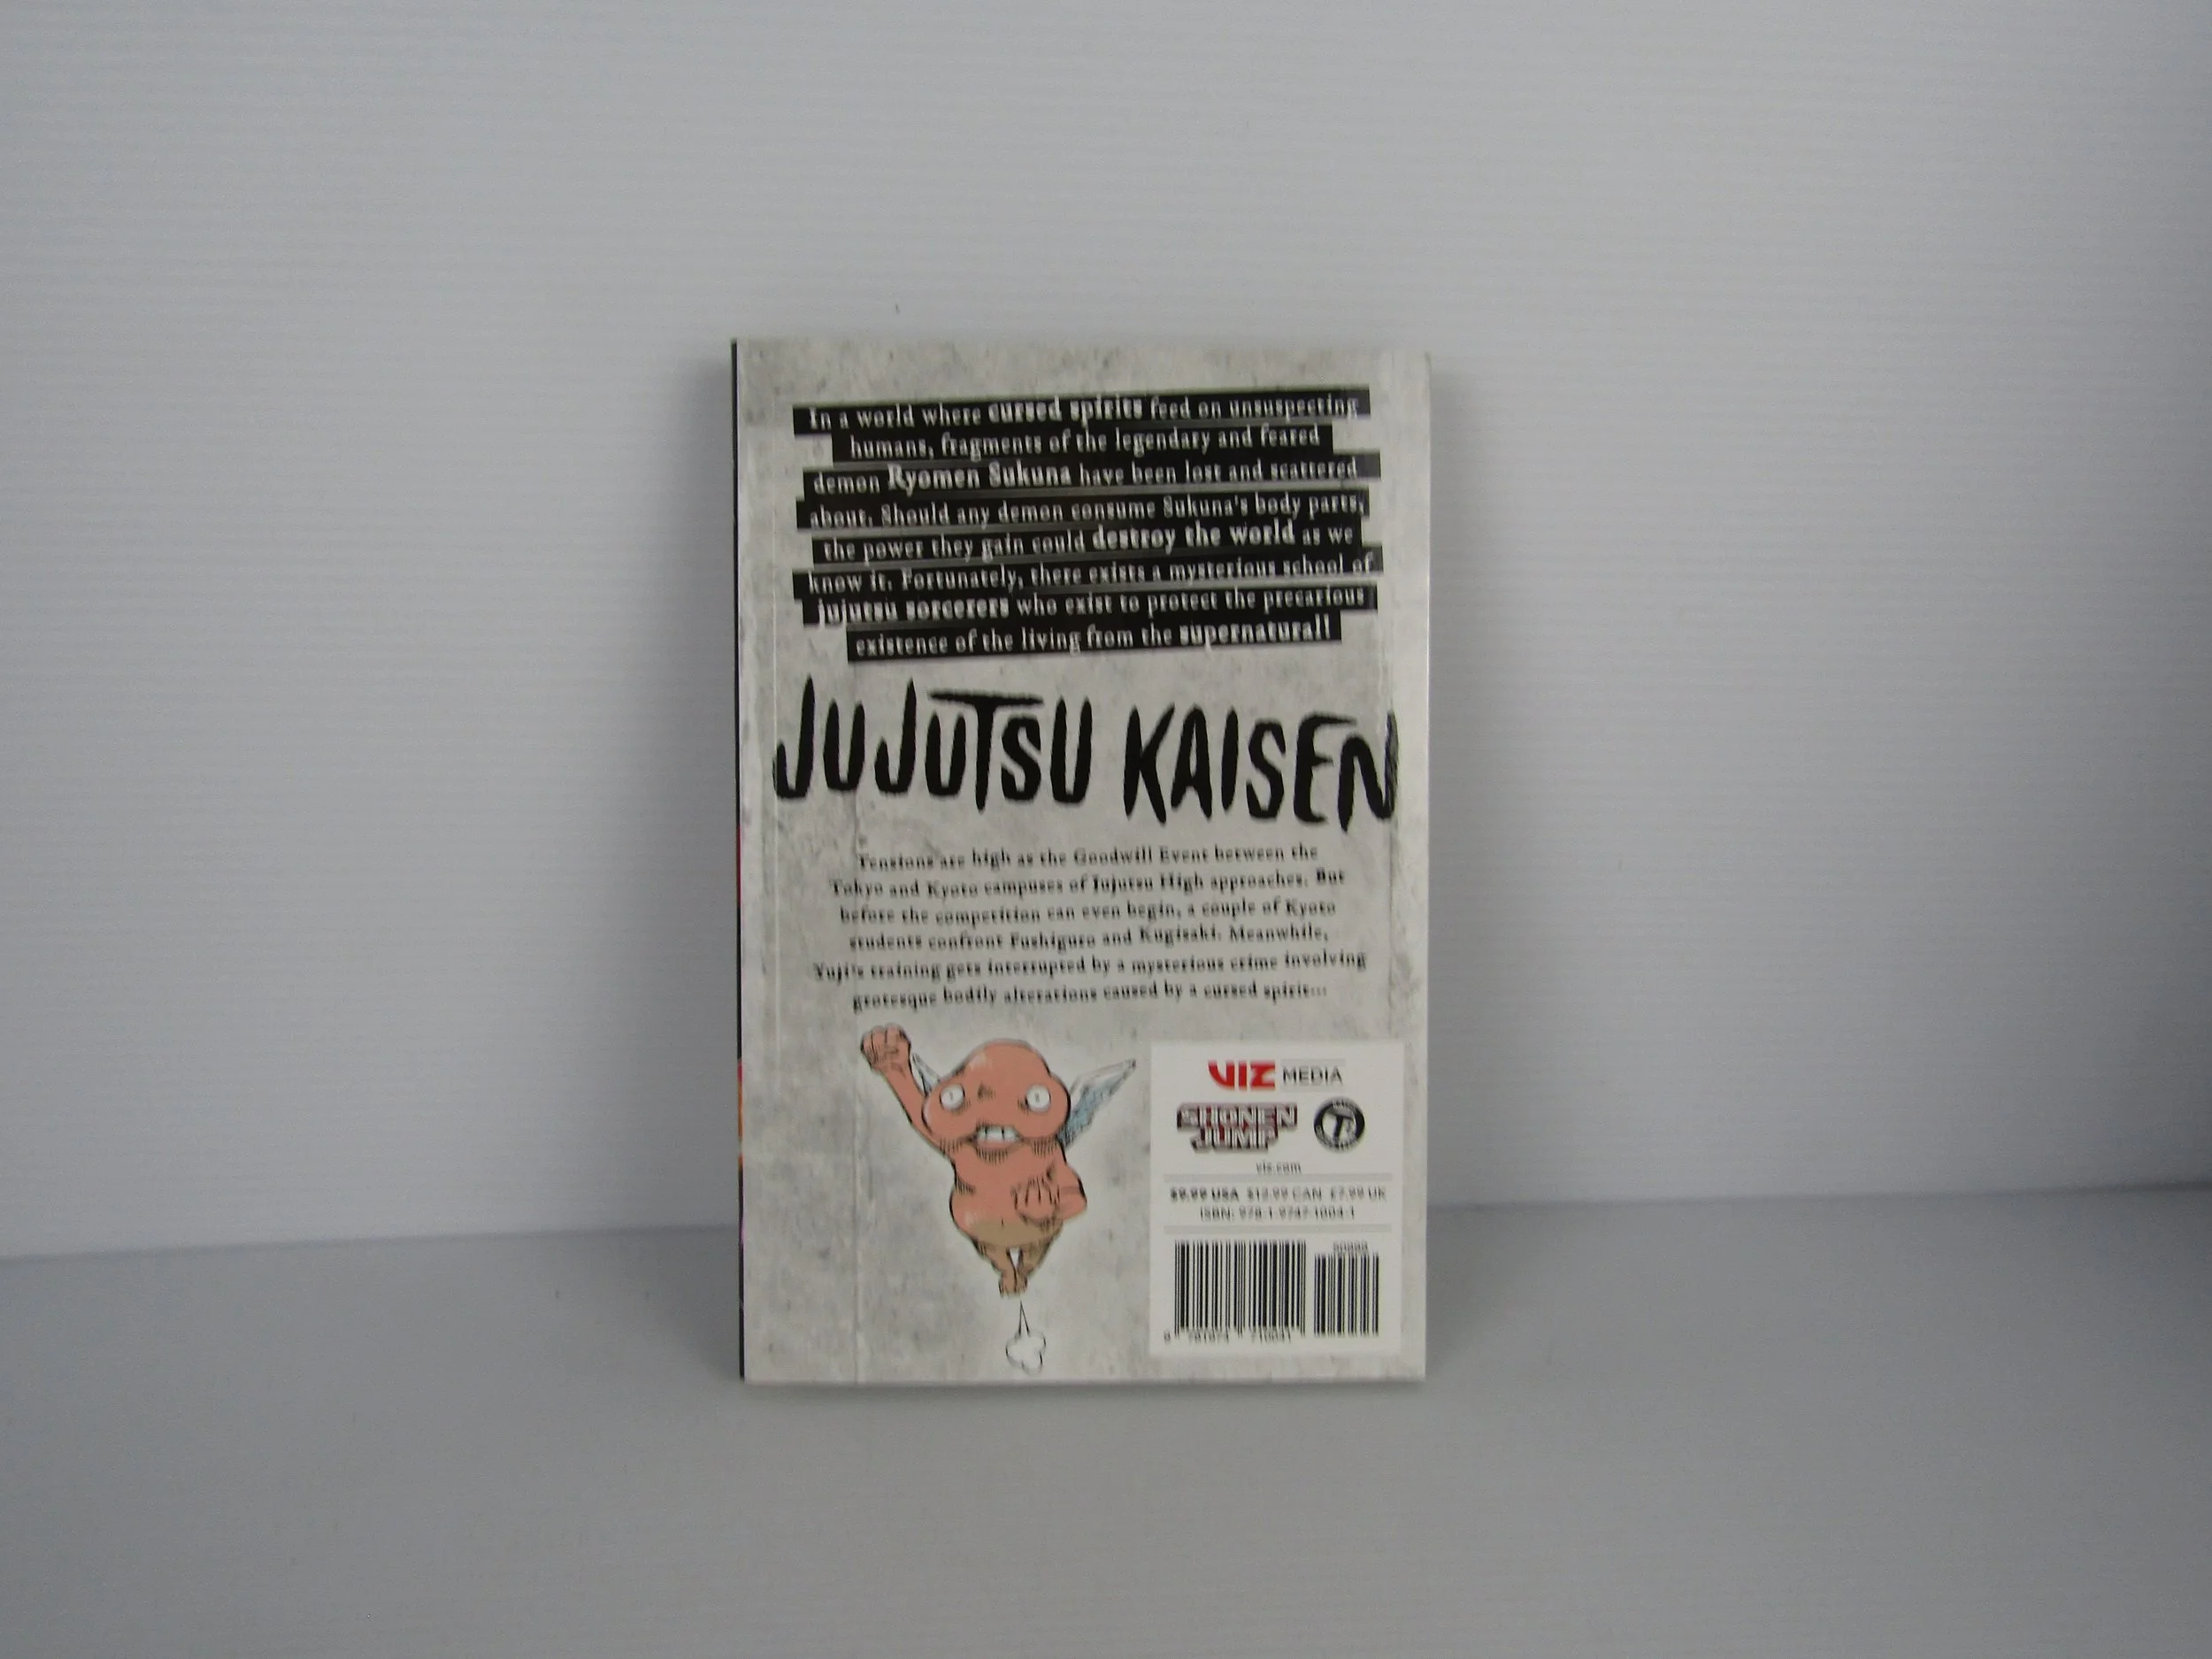 In a world where cursed spirits feed on unsuspecting
humans, fragments of the legendary and feared
demon Ryomen Sukuna have been lost and scattered
about. Should any demon consume Sukuna's body parts,
the power they gain could destroy the world as we
know it. Fortunately, there exists a mysterious school of
jujutsu sorcerers who exist to protect the precarious
existence of the living from the supernatural!
JUJUTSU KAISEN
Tensions are high as the Goodwill Event between the
Tokyo and Kyoto campuses of Jujutsu High approaches. But
before the competition can even begin, a couple of Kyoto
students confront Fushiguro and Kugisaki. Meanwhile,
Yuji's training gets interrupted by a mysterious crime involving
grotesque bodily alterations caused by a cursed spirit...
VIZ MEDIA
SHONEN
JUMP
T
viz.com
$9.99 USA $12.99 CAN £7.99 UK
ISBN: 978-1-9747-1004-1
9 781974 710041